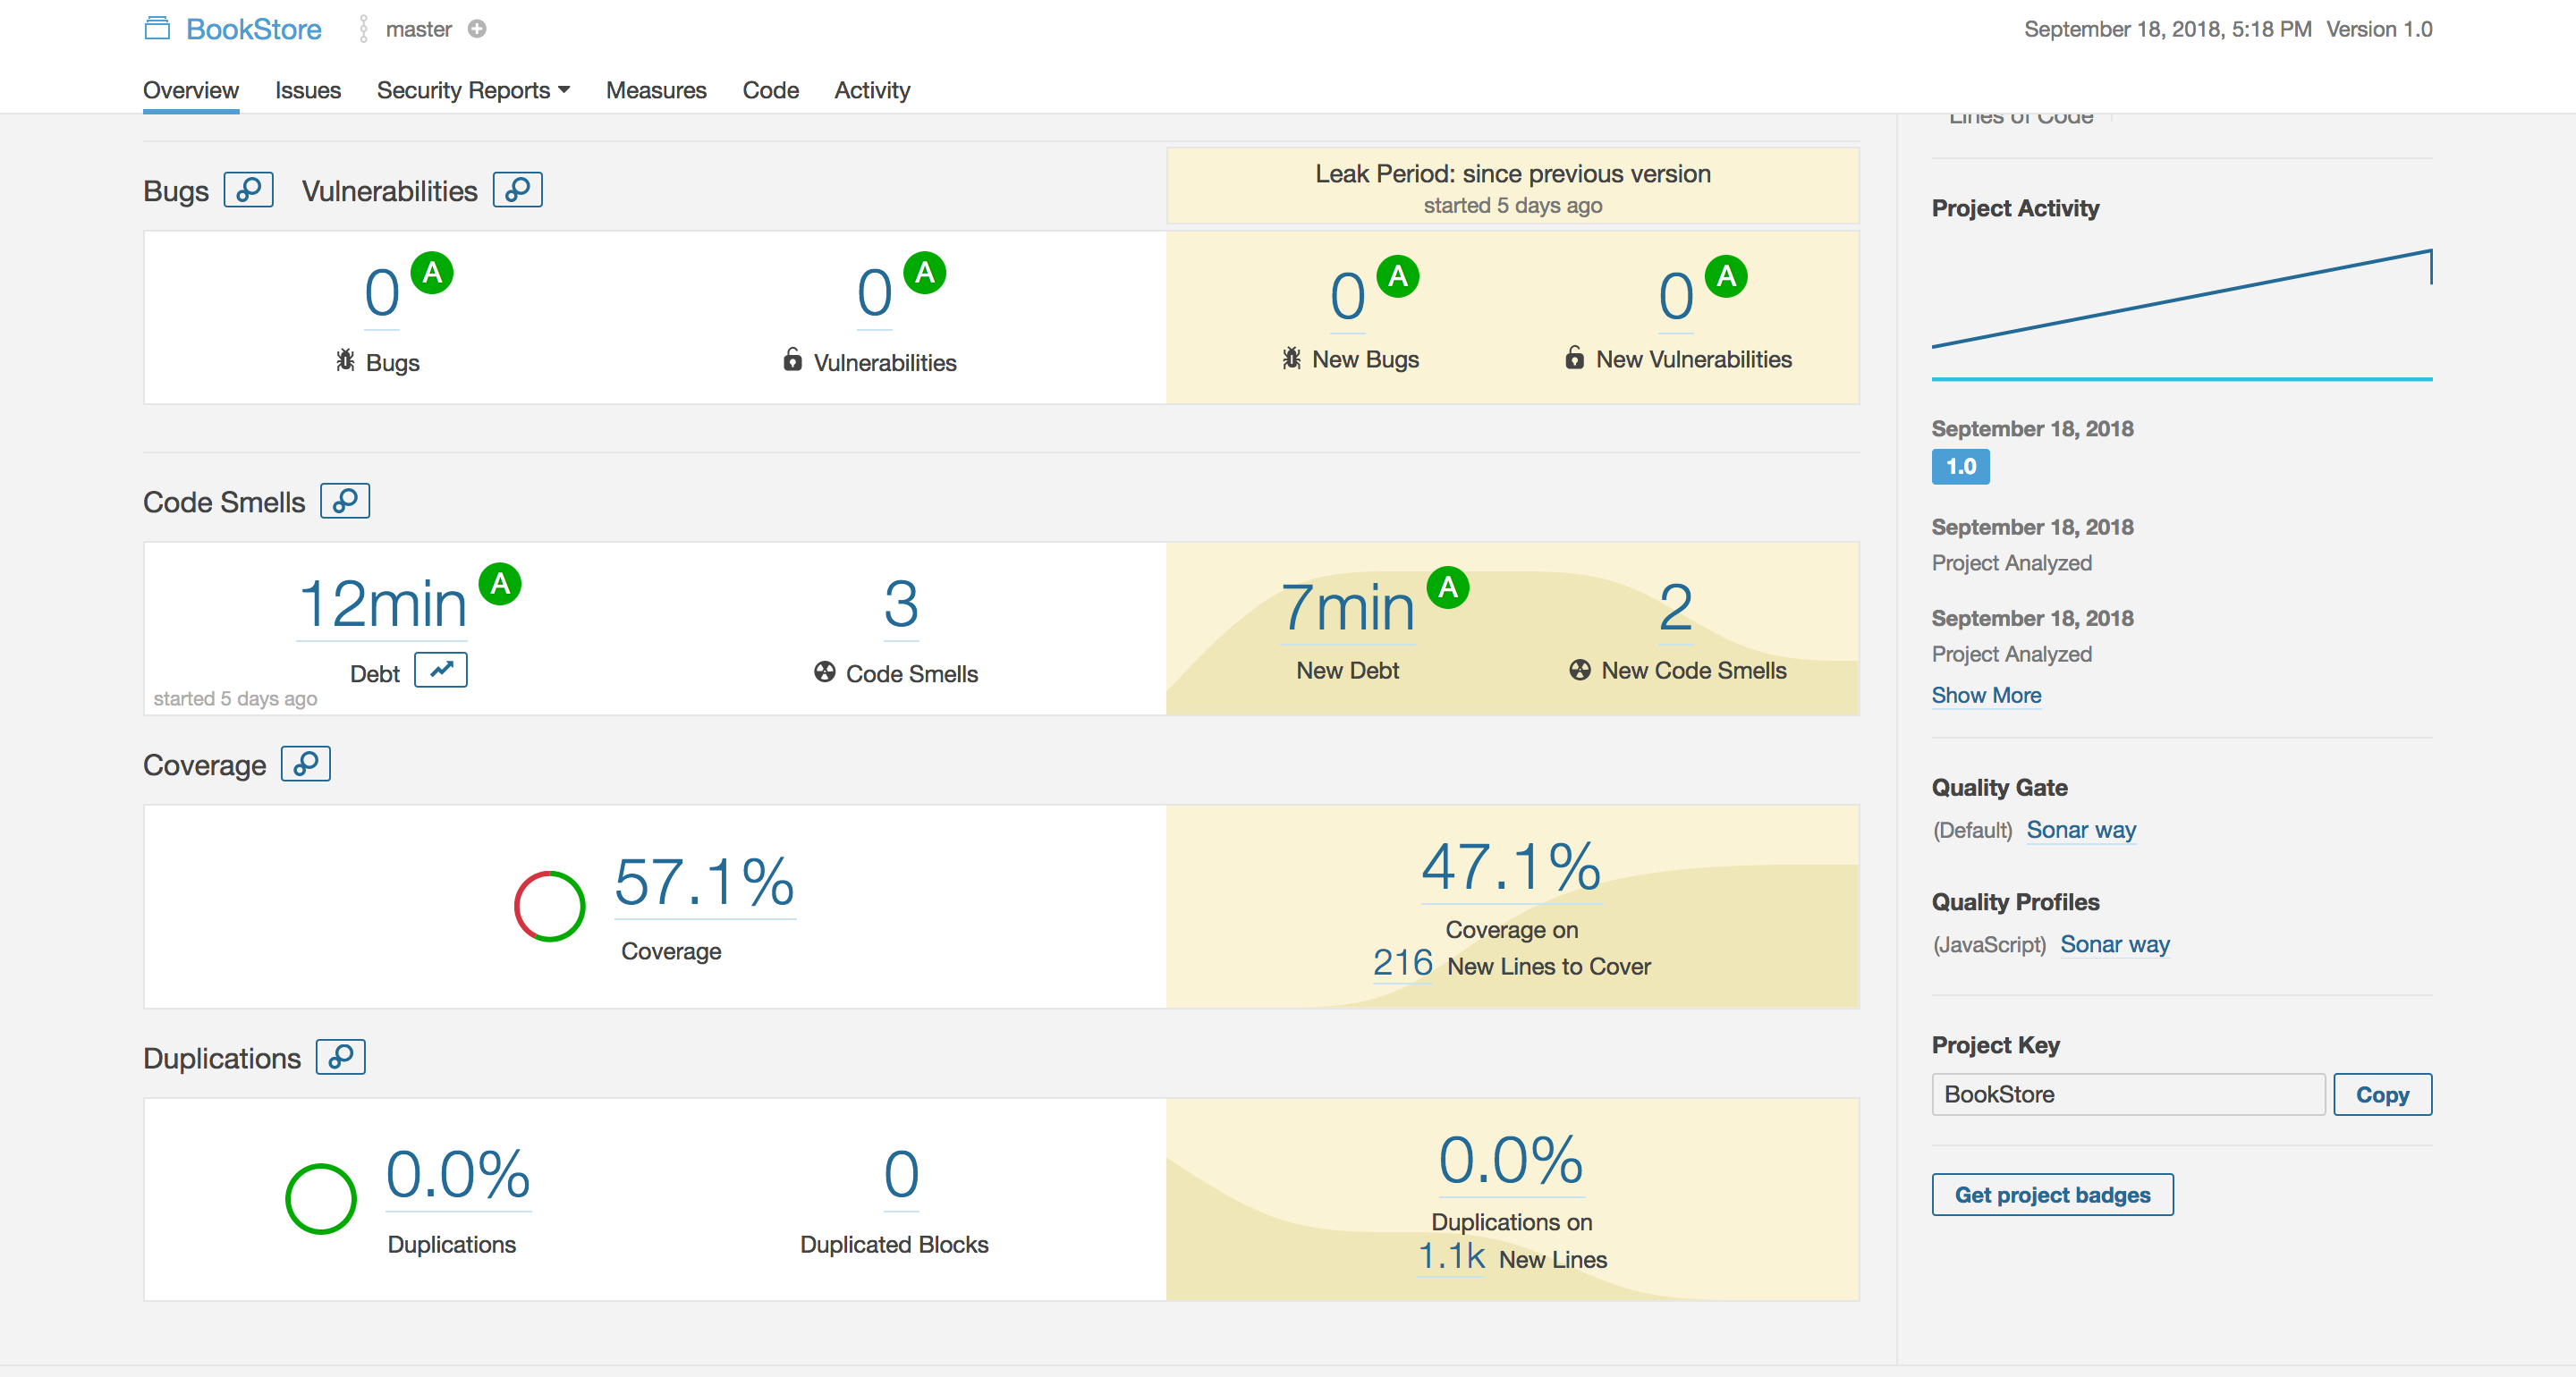 BookStore master
September 18, 2018, 5:18 PM Version 1.0
Overview Issues Security Reports Measures Code Activity
Bugs Vulnerabilities
Leak Period: since previous version
started 5 days ago
0 A
Bugs
0 A
Vulnerabilities
0 A
New Bugs
0 A
New Vulnerabilities
Code Smells
12min A
Debt
started 5 days ago
3
Code Smells
7min A
New Debt
2
New Code Smells
Coverage
57.1%
Coverage
47.1%
Coverage on
216 New Lines to Cover
Duplications
0.0%
Duplications
0
Duplicated Blocks
0.0%
Duplications on
1.1k New Lines
Lines of Code
Project Activity
September 18, 2018
1.0
September 18, 2018
Project Analyzed
September 18, 2018
Project Analyzed
Show More
Quality Gate
(Default) Sonar way
Quality Profiles
(JavaScript) Sonar way
Project Key
BookStore Copy
Get project badges